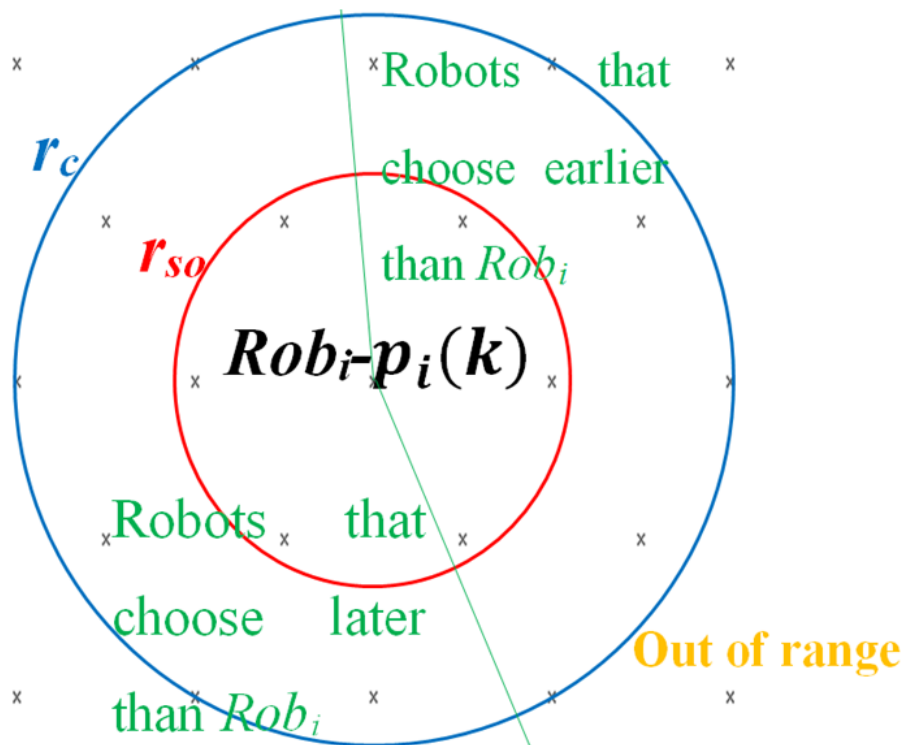 Robots that
choose earlier
than Rob_i
r_c
r_so
Rob_i-p_i(k)
Robots that
choose later
than Rob_i
Out of range